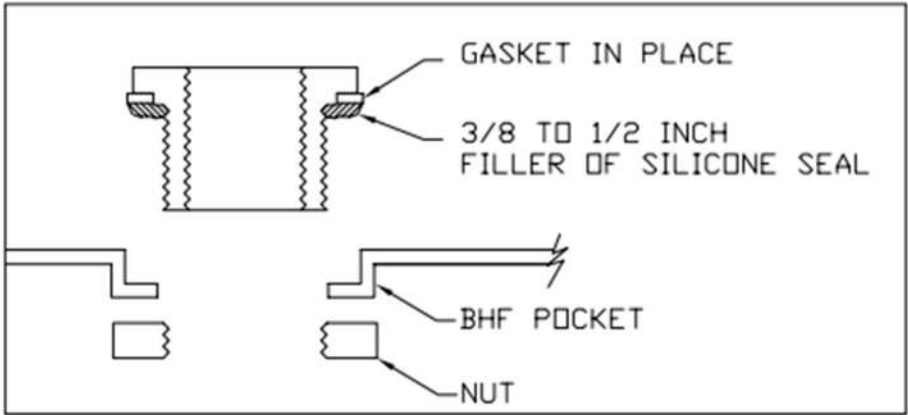 GASKET IN PLACE
3/8 TO 1/2 INCH
FILLER OF SILICONE SEAL
BHF POCKET
NUT